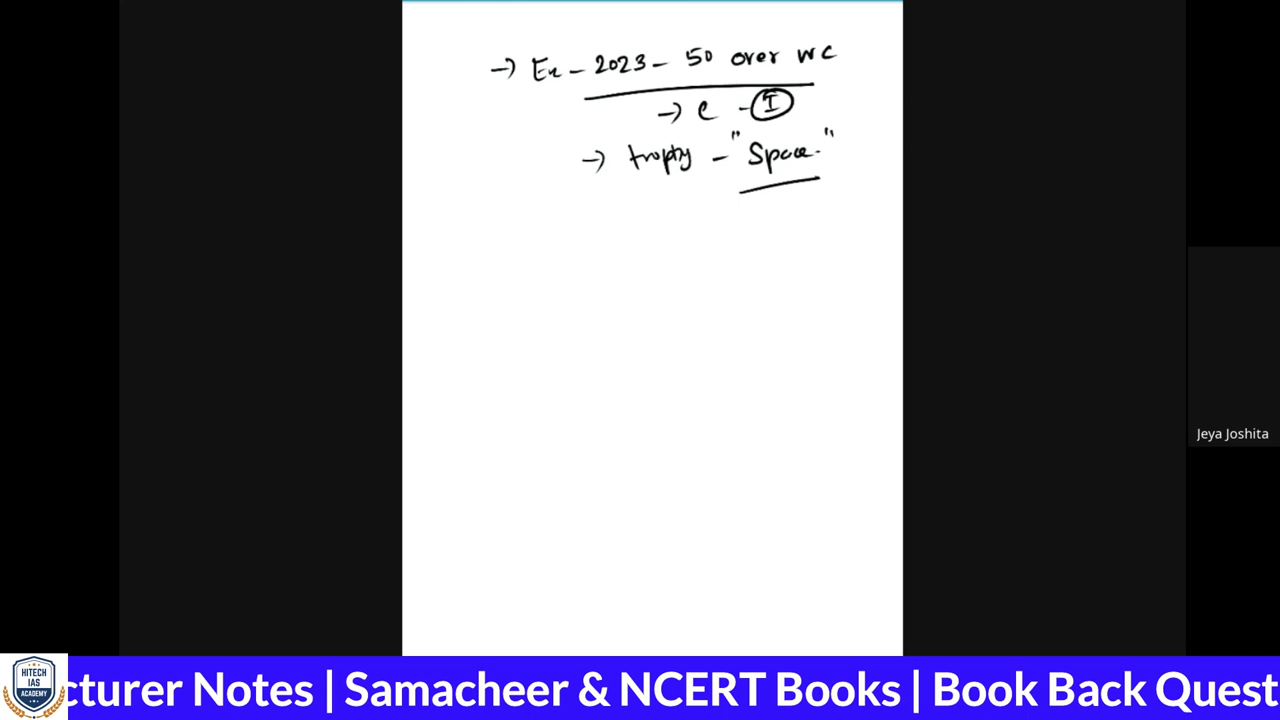 → Ex - 2023 - 50 over WC
→ C - I
→ trophy - "Space."
Jeya Joshita
HITECH
IAS
ACADEMY
cturer Notes | Samacheer & NCERT Books | Book Back Quest